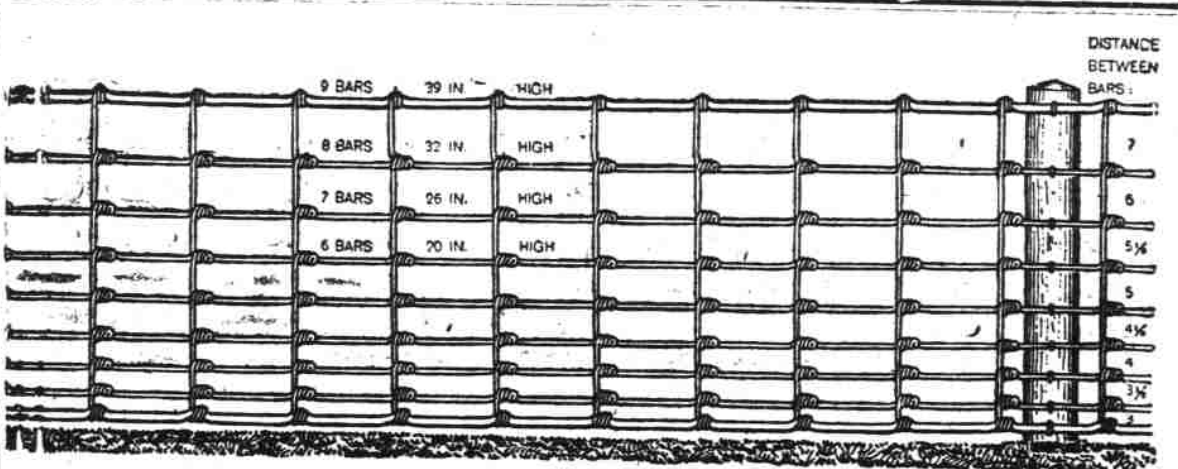 DISTANCE
BETWEEN
BARS:
9 BARS 39 IN. HIGH
8 BARS 32 IN. HIGH
7
7 BARS 26 IN. HIGH
6
6 BARS 20 IN. HIGH
5½
5
4½
4
3½
3